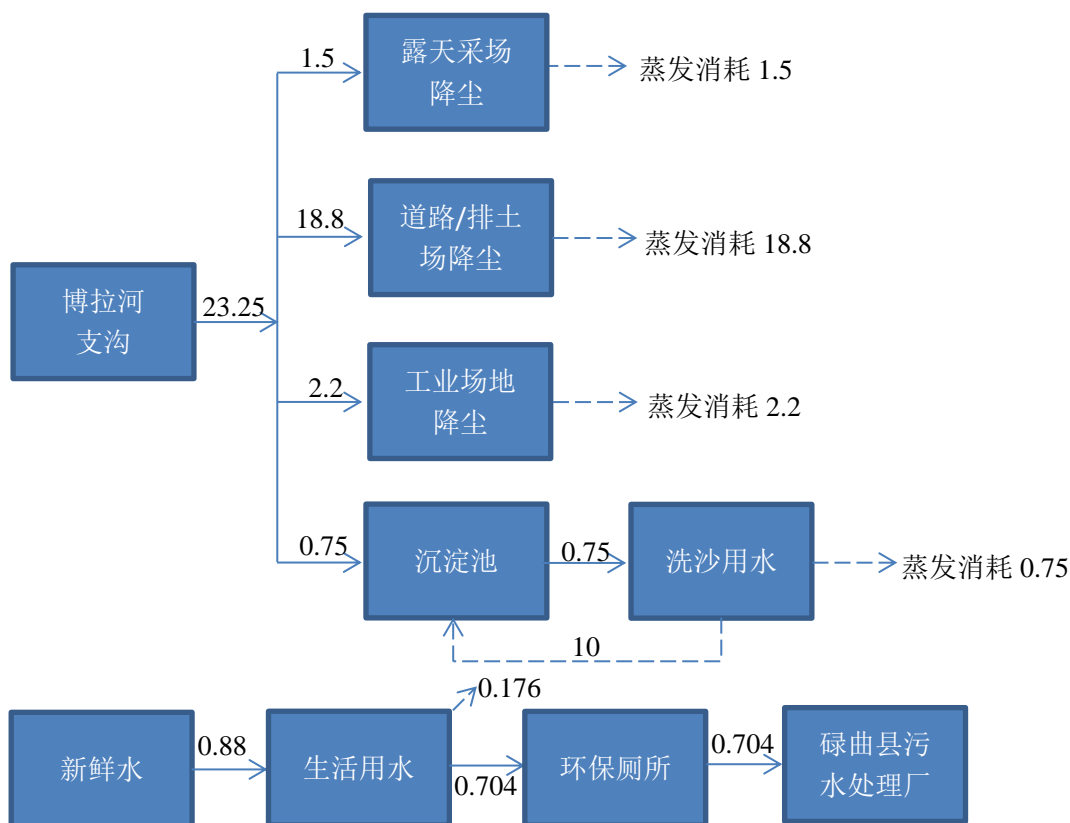 1.5
露天采场
降尘
蒸发消耗 1.5
18.8
道路/排土
场降尘
蒸发消耗 18.8
博拉河
支沟
23.25
2.2
工业场地
降尘
蒸发消耗 2.2
0.75
沉淀池
0.75
洗沙用水
蒸发消耗 0.75
10
0.176
新鲜水
0.88
生活用水
0.704
环保厕所
0.704
碌曲县污
水处理厂